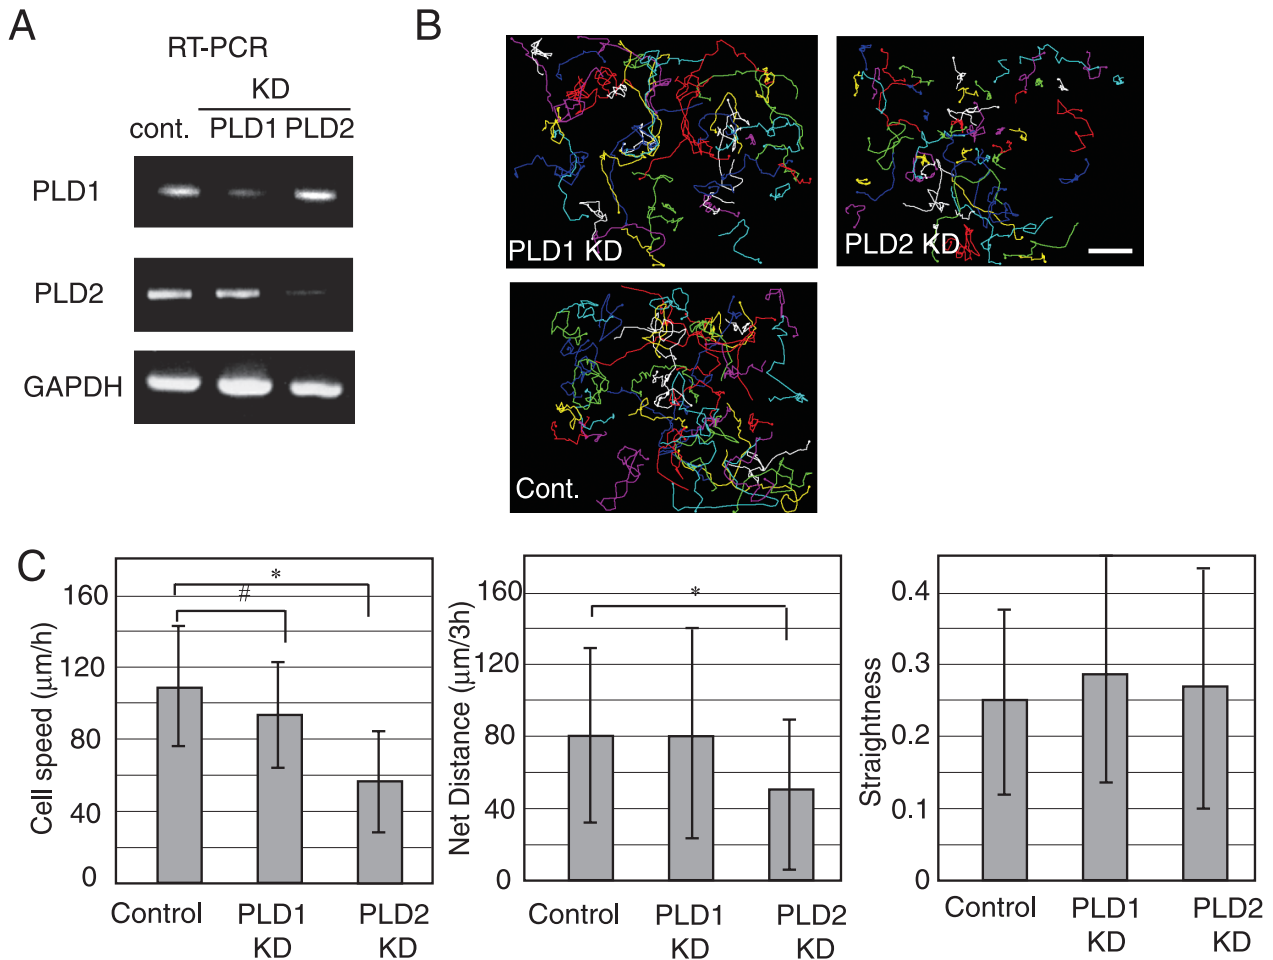 A
RT-PCR
KD
cont. PLD1 PLD2
PLD1
PLD2
GAPDH
B
PLD1 KD
PLD2 KD
Cont.
C
Cell speed (µm/h)
160
120
80
40
0
*
#
Control
PLD1
KD
PLD2
KD
Net Distance (µm/3h)
160
120
80
40
0
*
Control
PLD1
KD
PLD2
KD
Straightness
0.4
0.3
0.2
0.1
0
Control
PLD1
KD
PLD2
KD